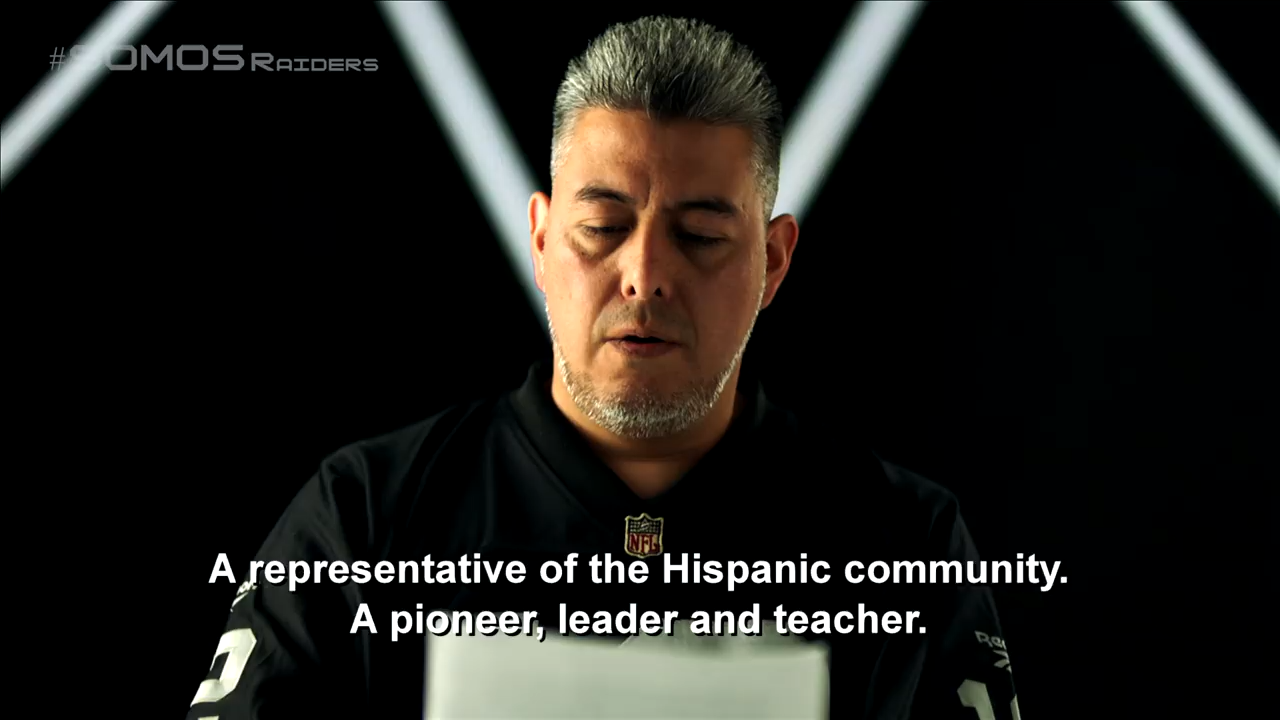 #SOMOS RAIDERS
NFL
A representative of the Hispanic community.
A pioneer, leader and teacher.